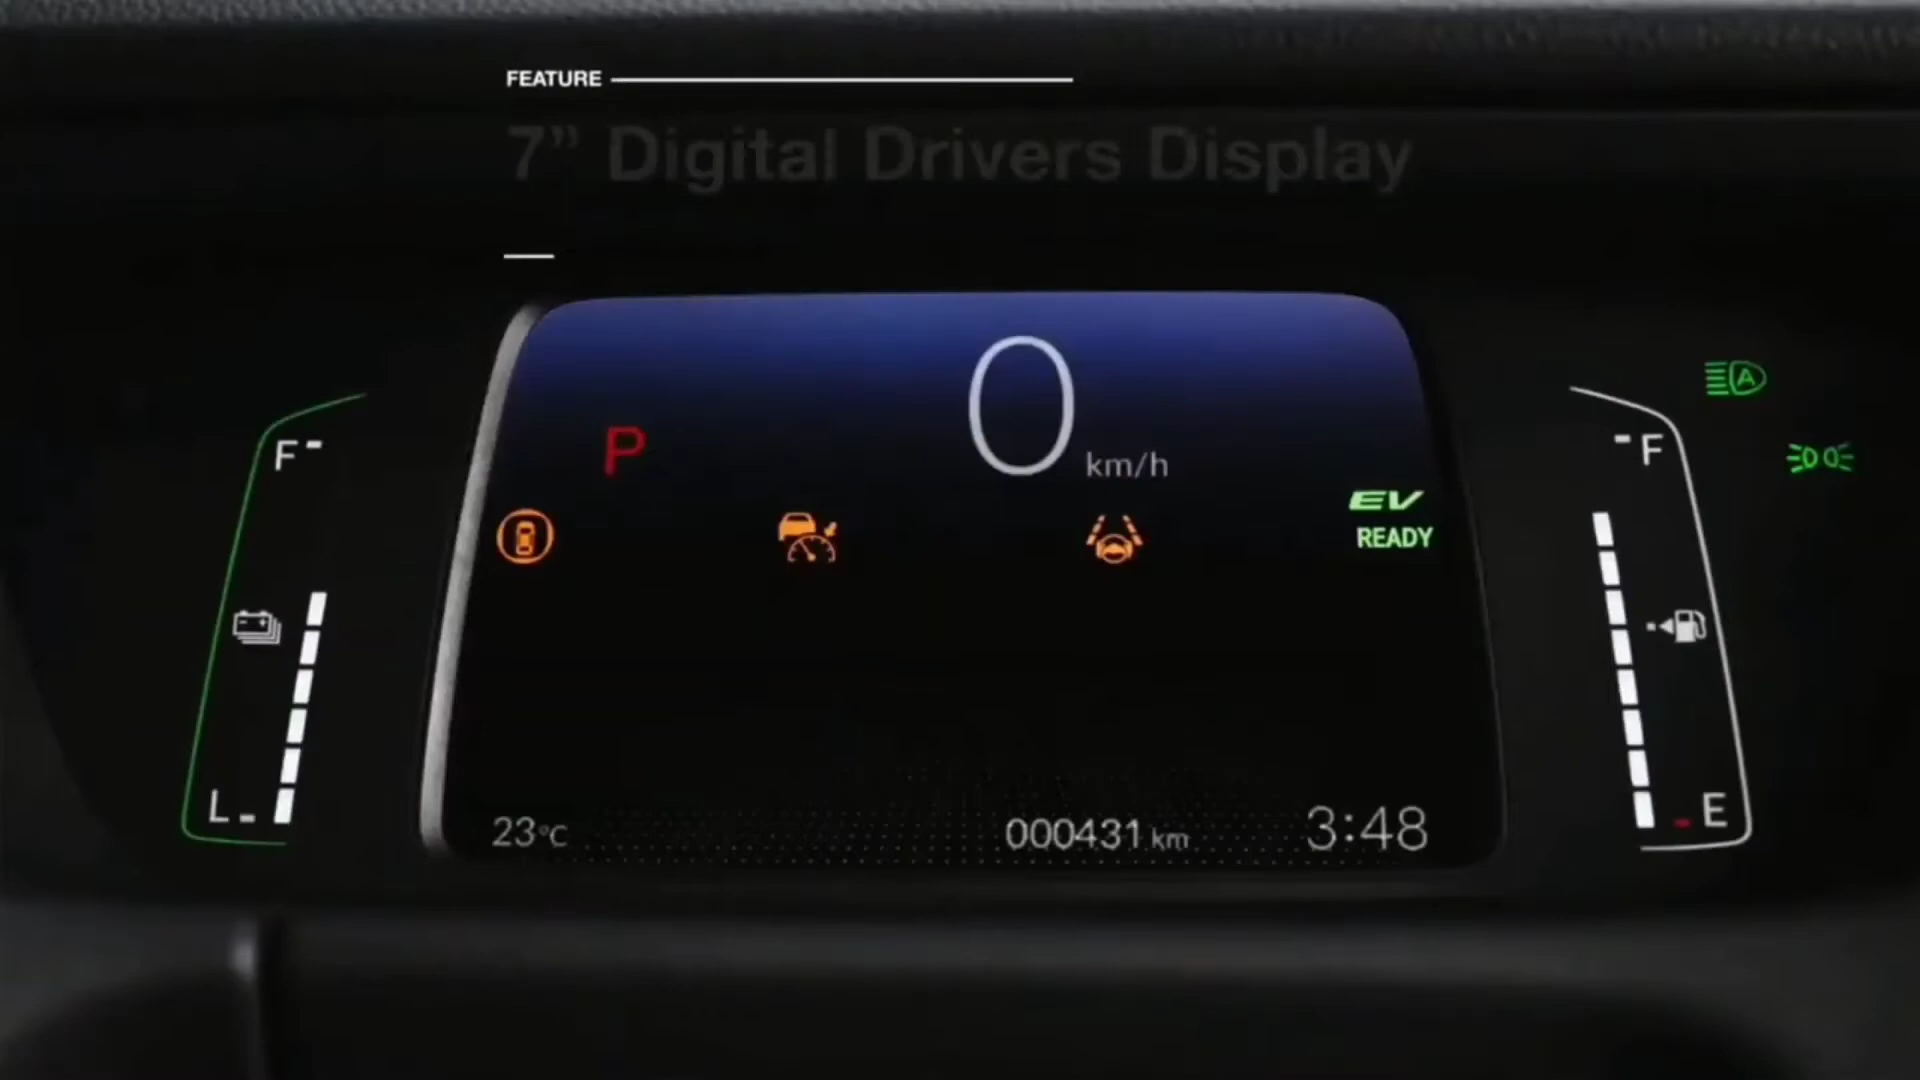 FEATURE
7” Digital Drivers Display
0 km/h
P
F
F
A
EV
READY
L
E
23°C
000431 km
3:48